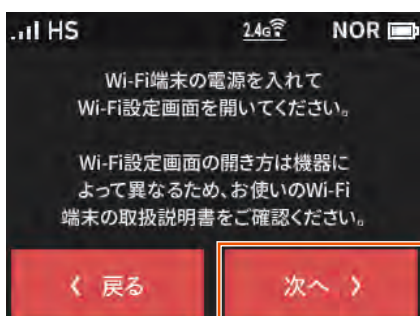 HS 2.4G NOR
Wi-Fi端末の電源を入れて
Wi-Fi設定画面を開いてください。
Wi-Fi設定画面の開き方は機器に
よって異なるため、お使いのWi-Fi
端末の取扱説明書をご確認ください。
〈 戻る 次へ 〉